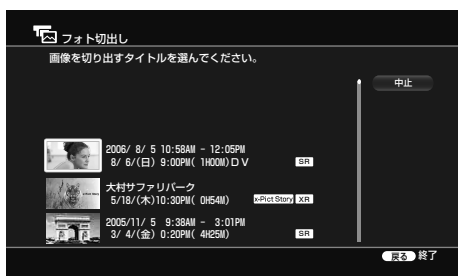 フォト切出し
画像を切り出すタイトルを選んでください。
中止
2006/ 8/ 5 10:58AM - 12:05PM
8/ 6/(日) 9:00PM( 1H00M)ＤＶ SR
大村サファリパーク
5/18/(木)10:30PM( 0H54M) x-Pict Story XR
2005/11/ 5 9:38AM - 3:01PM
3/ 4/(金) 0:20PM( 4H25M) SR
戻る 終了